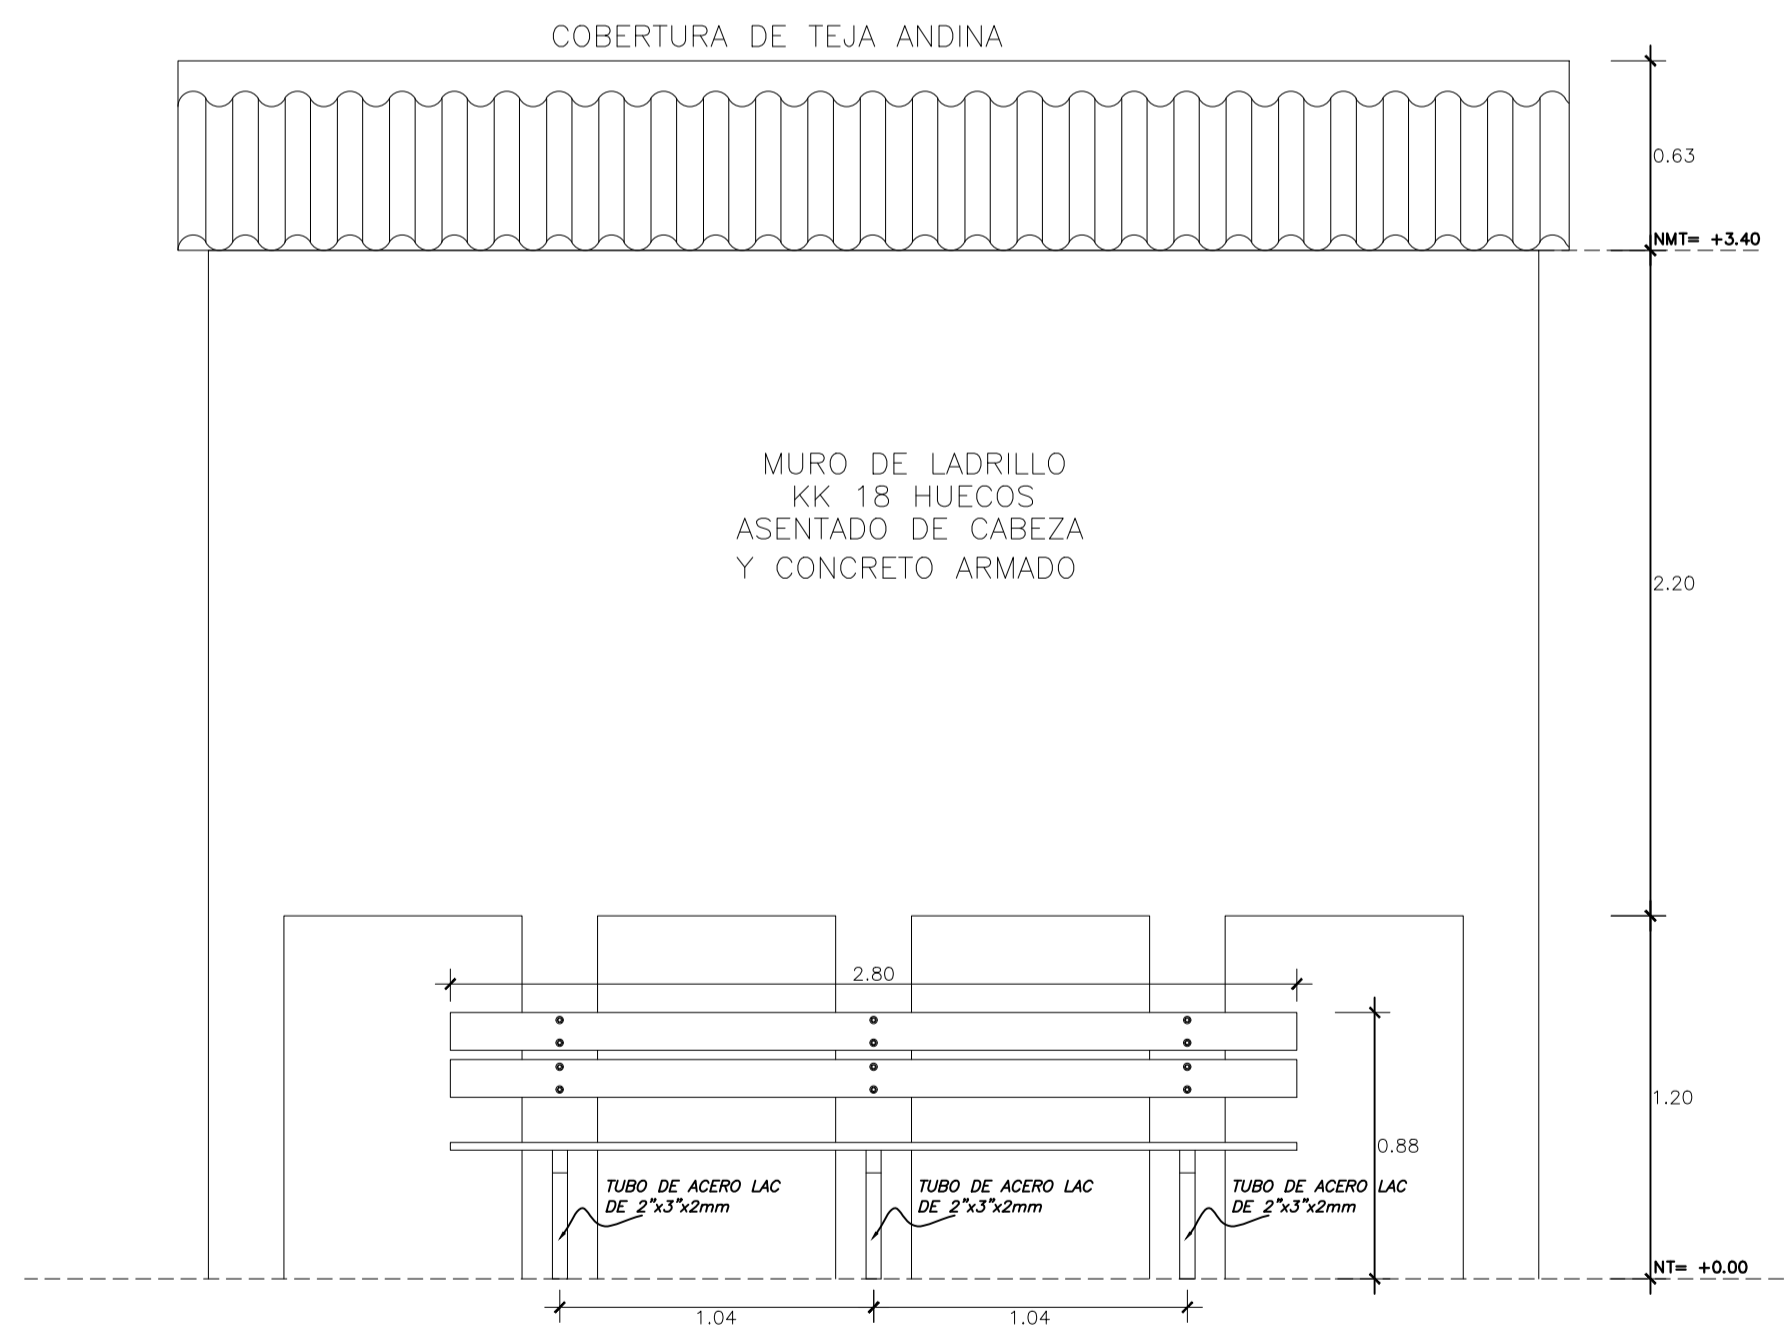 COBERTURA DE TEJA ANDINA
0.63
NMT= +3.40
MURO DE LADRILLO
KK 18 HUECOS
ASENTADO DE CABEZA
Y CONCRETO ARMADO
2.20
2.80
1.20
0.88
TUBO DE ACERO LAC
DE 2"x3"x2mm
TUBO DE ACERO LAC
DE 2"x3"x2mm
TUBO DE ACERO LAC
DE 2"x3"x2mm
NT= +0.00
1.04
1.04